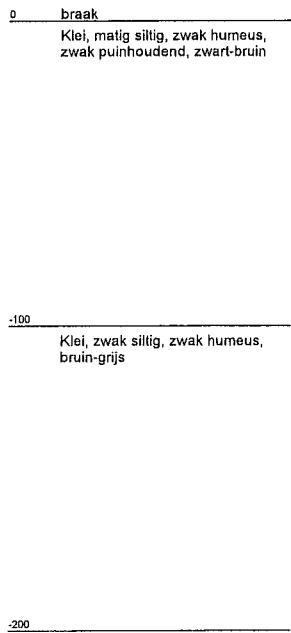 0 braak
Klei, matig siltig, zwak humeus,
zwak puinhoudend, zwart-bruin
-100
Klei, zwak siltig, zwak humeus,
bruin-grijs
-200